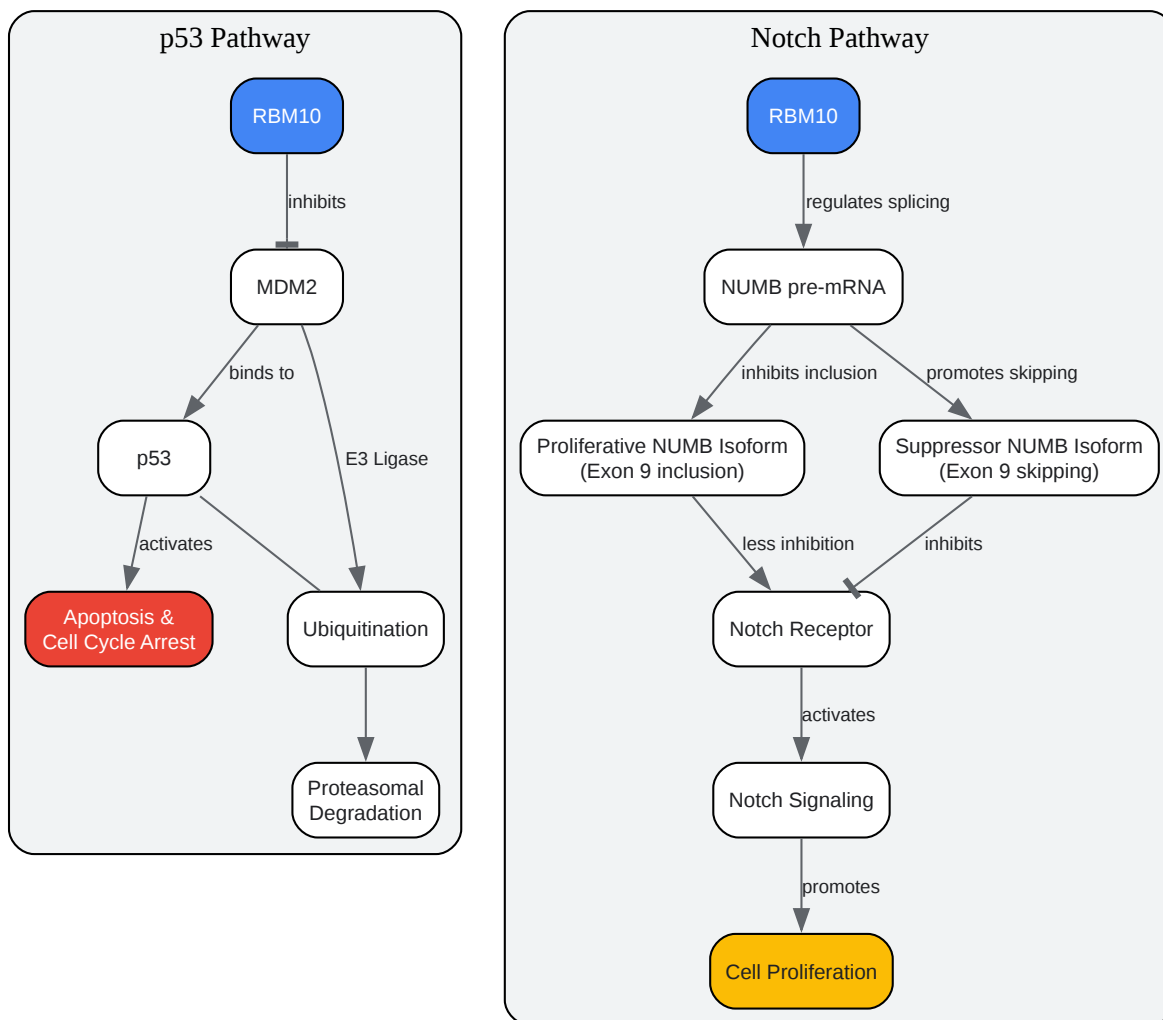 p53 Pathway
RBM10
inhibits
MDM2
binds to
E3 Ligase
p53
activates
Apoptosis &
Cell Cycle Arrest
Ubiquitination
Proteasomal
Degradation
Notch Pathway
RBM10
regulates splicing
NUMB pre-mRNA
inhibits inclusion
promotes skipping
Proliferative NUMB Isoform
(Exon 9 inclusion)
Suppressor NUMB Isoform
(Exon 9 skipping)
less inhibition
inhibits
Notch Receptor
activates
Notch Signaling
promotes
Cell Proliferation